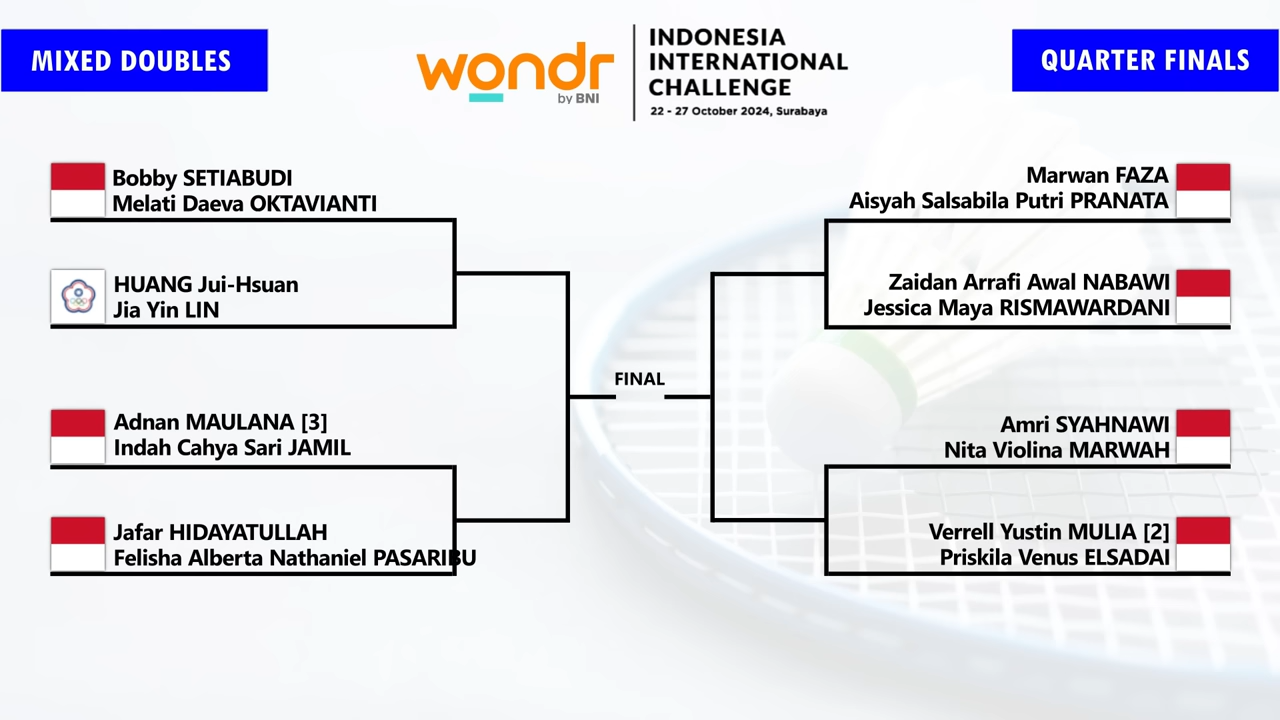 MIXED DOUBLES
wondr
by BNI
INDONESIA
INTERNATIONAL
CHALLENGE
22 - 27 October 2024, Surabaya
QUARTER FINALS
Bobby SETIABUDI
Melati Daeva OKTAVIANTI
HUANG Jui-Hsuan
Jia Yin LIN
Adnan MAULANA [3]
Indah Cahya Sari JAMIL
Jafar HIDAYATULLAH
Felisha Alberta Nathaniel PASARIBU
FINAL
Marwan FAZA
Aisyah Salsabila Putri PRANATA
Zaidan Arrafi Awal NABAWI
Jessica Maya RISMAWARDANI
Amri SYAHNAWI
Nita Violina MARWAH
Verrell Yustin MULIA [2]
Priskila Venus ELSADAI